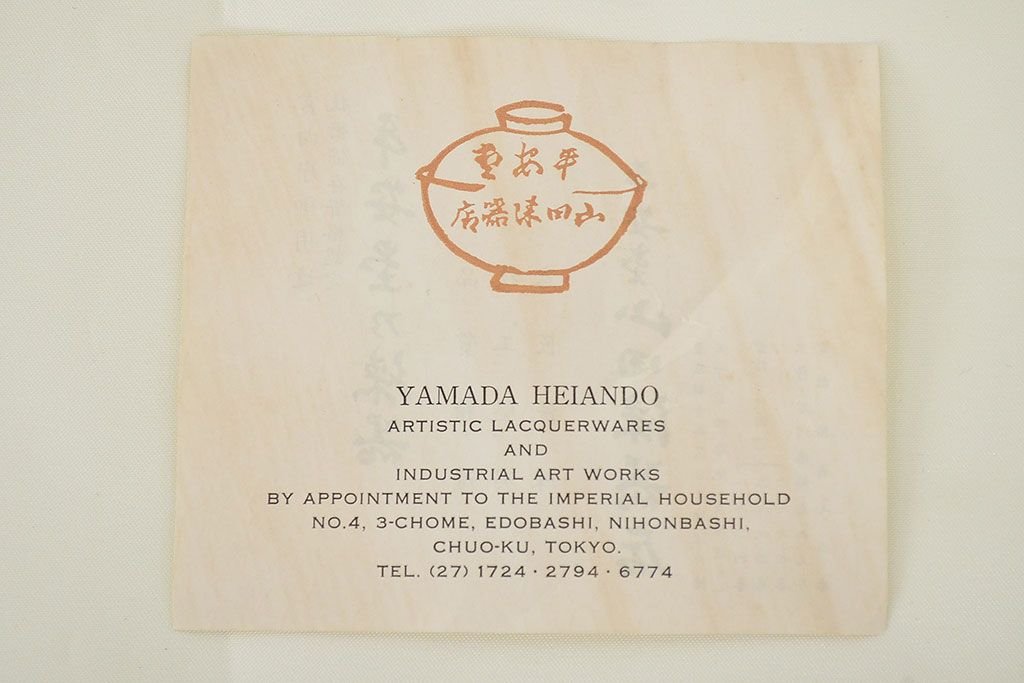 平安堂
山田漆器店
YAMADA HEIANDO
ARTISTIC LACQUERWARES
AND
INDUSTRIAL ART WORKS
BY APPOINTMENT TO THE IMPERIAL HOUSEHOLD
NO.4, 3-CHOME, EDOBASHI, NIHONBASHI,
CHUO-KU, TOKYO.
TEL. (27) 1724・2794・6774